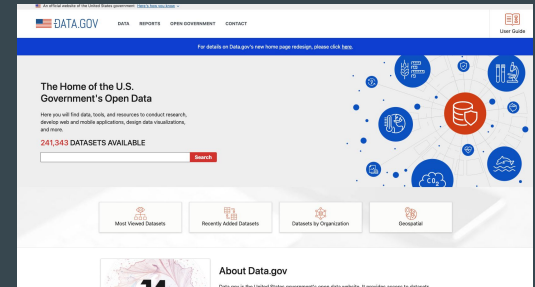 An official website of the United States government Here's how you know
DATA.GOV
DATA REPORTS OPEN GOVERNMENT CONTACT
User Guide
For details on Data.gov's new home page redesign, please click here.
The Home of the U.S.
Government's Open Data
Here you will find data, tools, and resources to conduct research,
develop web and mobile applications, design data visualizations,
and more.
241,343 DATASETS AVAILABLE
Search
CO2
Most Viewed Datasets
Recently Added Datasets
Datasets by Organization
Geospatial
14
About Data.gov
Data.gov is the United States government's open data website. It provides access to datasets